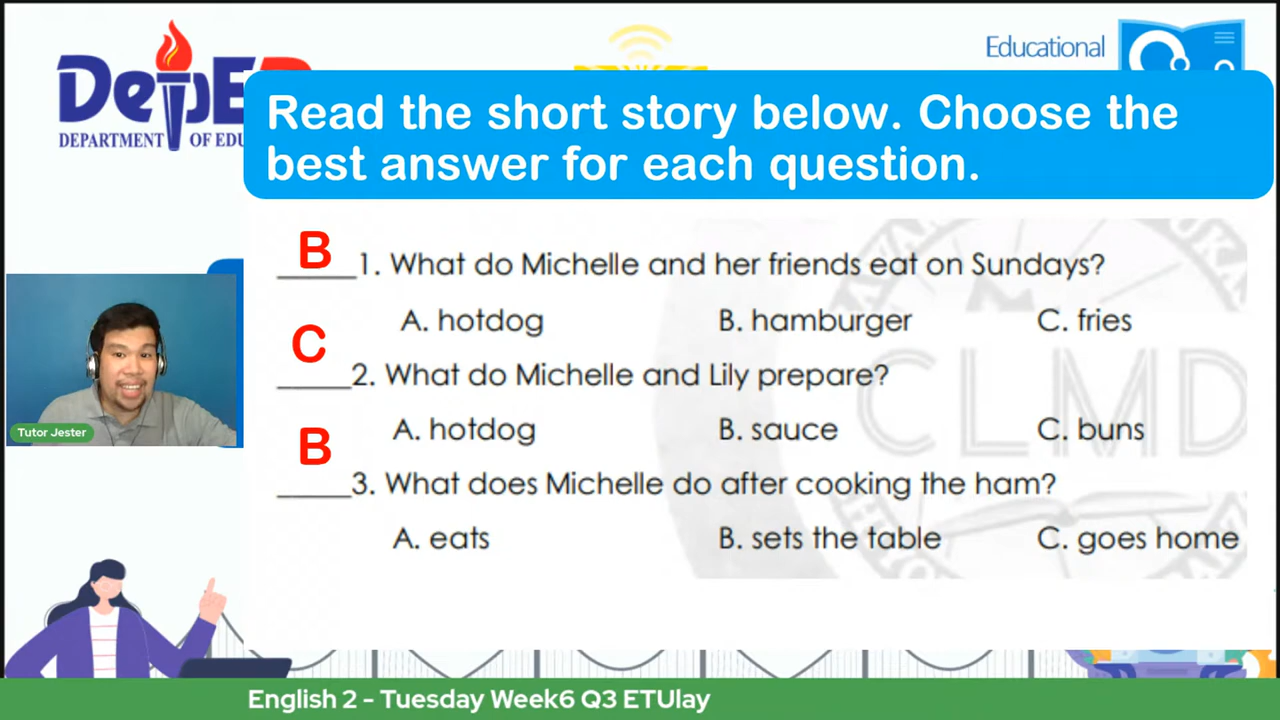 DepE
DEPARTMENT OF EDU
Educational
Read the short story below. Choose the
best answer for each question.
B
_____1. What do Michelle and her friends eat on Sundays?
A. hotdog B. hamburger C. fries
C
_____2. What do Michelle and Lily prepare?
A. hotdog B. sauce C. buns
B
_____3. What does Michelle do after cooking the ham?
A. eats B. sets the table C. goes home
CLMD
Tutor Jester
English 2 - Tuesday Week6 Q3 ETUlay